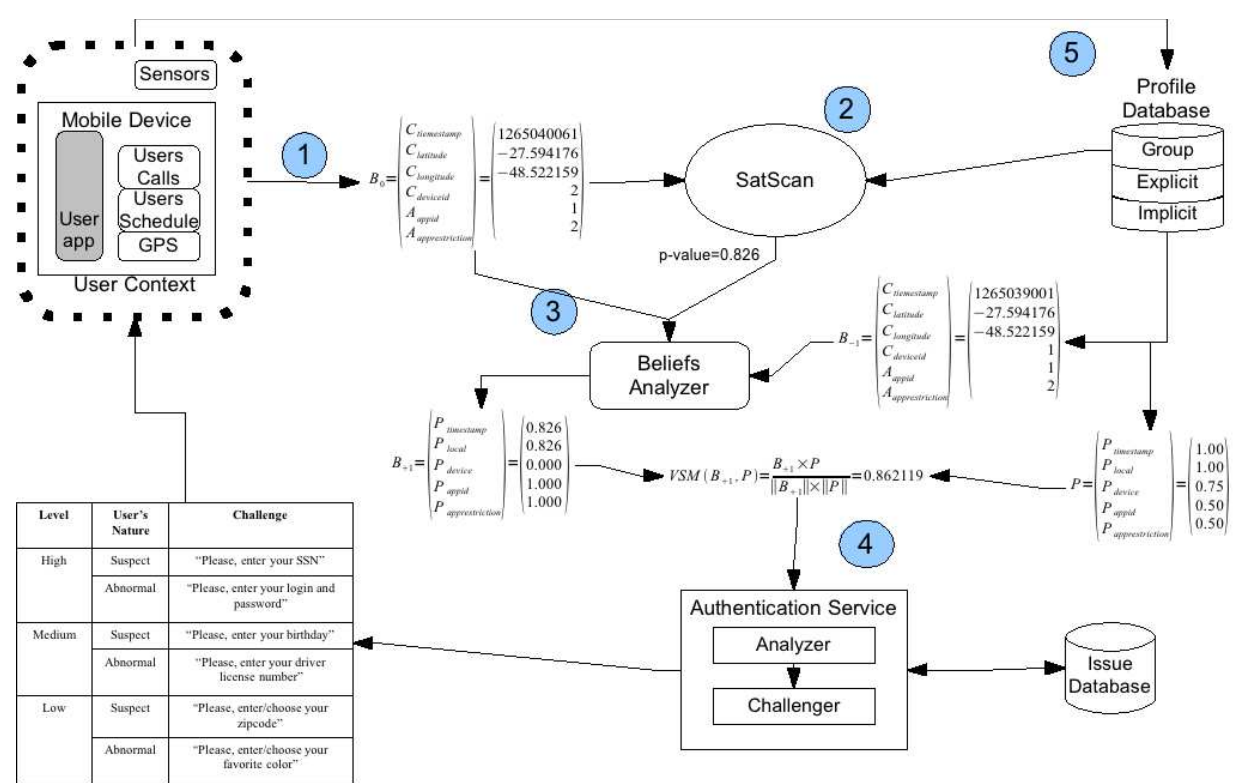 Sensors
Mobile Device
User
app
Users
Calls
Users
Schedule
GPS
User Context
1
B0=
Ctiemestamp
Clatitude
Clongitude
Cdeviceid
Aappid
Aapprestriction
=
1265040061
−27.594176
−48.522159
2
1
2
2
SatScan
p-value=0.826
5
Profile
Database
Group
Explicit
Implicit
3
Beliefs
Analyzer
B−1=
Ctiemestamp
Clatitude
Clongitude
Cdeviceid
Aappid
Aapprestriction
=
1265039001
−27.594176
−48.522159
1
1
2
B+1=
Ptimestamp
Plocal
Pdevice
Pappid
Papprestriction
=
0.826
0.826
0.000
1.000
1.000
VSM(B+1,P)=B+1×P/||B+1||×||P||=0.862119
P=
Ptimestamp
Plocal
Pdevice
Pappid
Papprestriction
=
1.00
1.00
0.75
0.50
0.50
4
Authentication Service
Analyzer
Challenger
Issue
Database
Level User's Nature Challenge
High Suspect “Please, enter your SSN”
Abnormal “Please, enter your login and
password”
Medium Suspect “Please, enter your birthday”
Abnormal “Please, enter your driver
license number”
Low Suspect “Please, enter/choose your
zipcode”
Abnormal “Please, enter/choose your
favorite color”